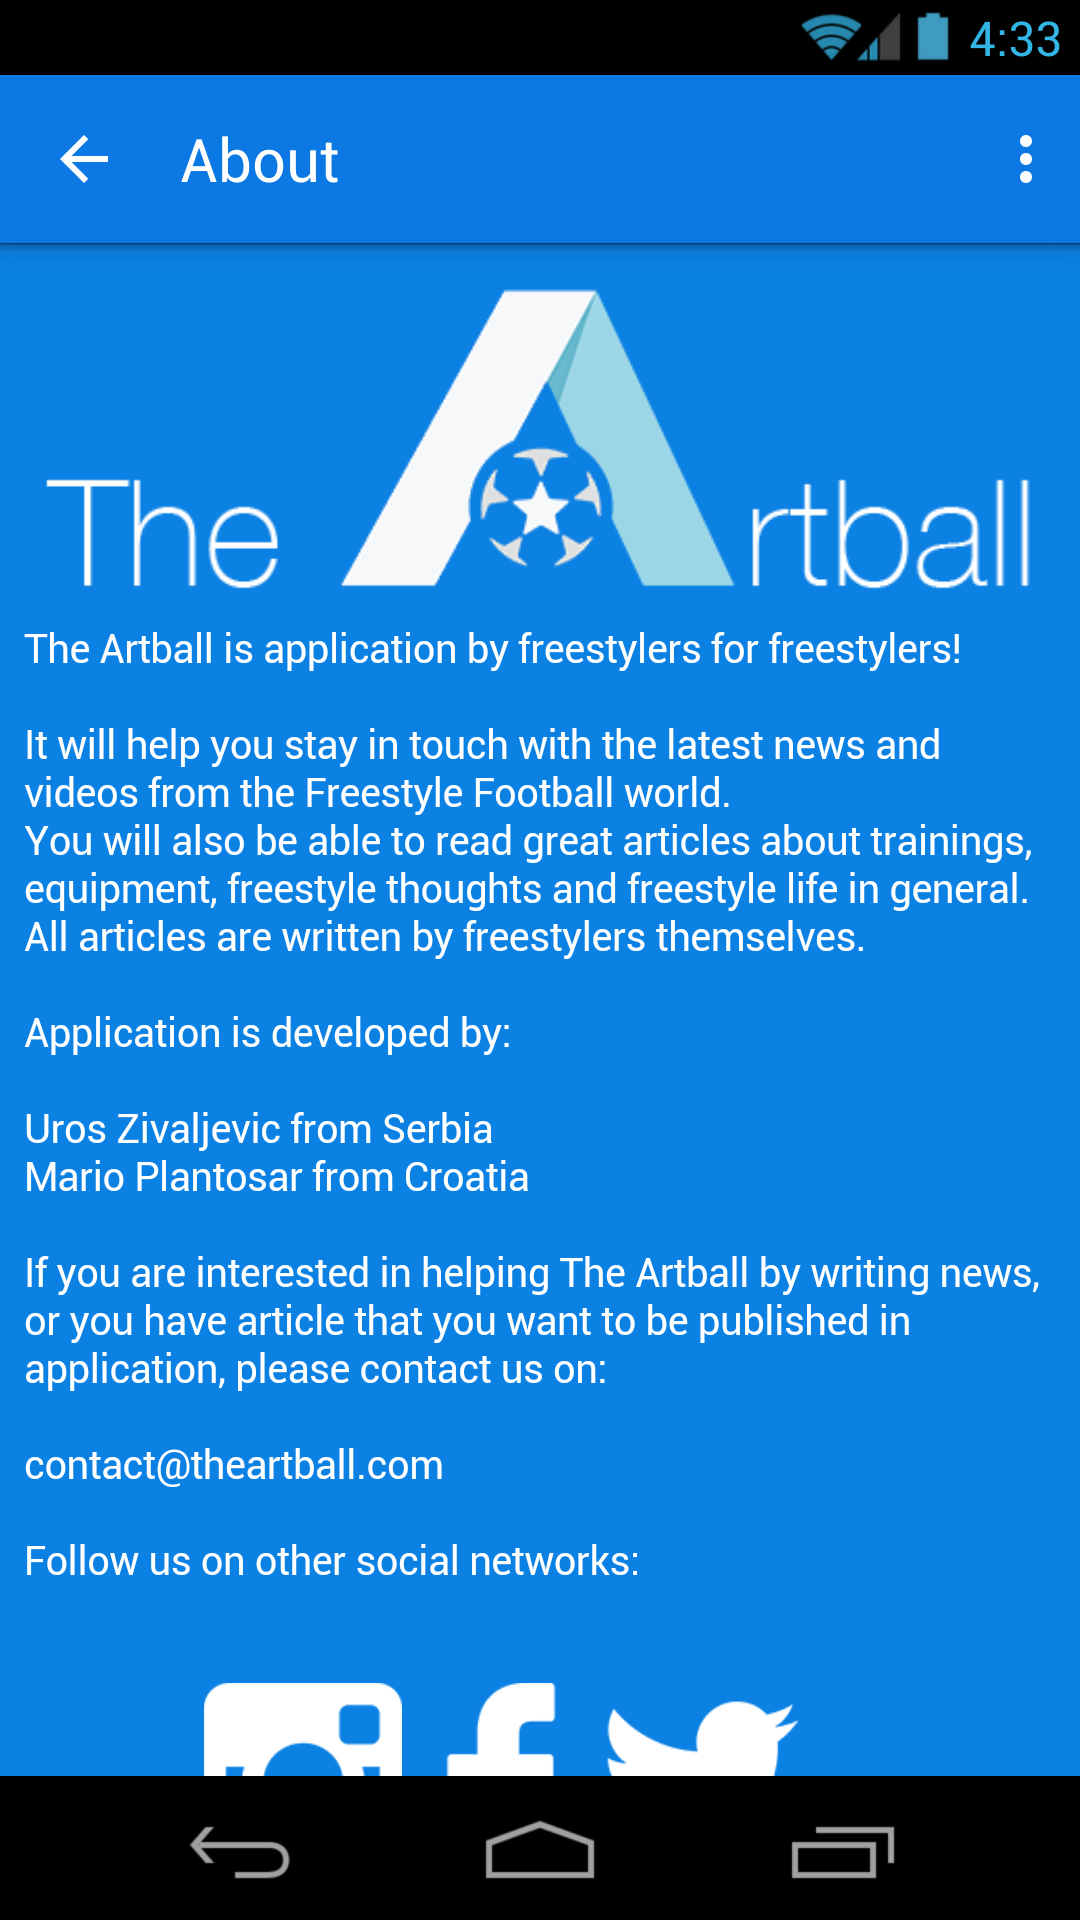 4:33
About
The Artball
The Artball is application by freestylers for freestylers!
It will help you stay in touch with the latest news and
videos from the Freestyle Football world.
You will also be able to read great articles about trainings,
equipment, freestyle thoughts and freestyle life in general.
All articles are written by freestylers themselves.
Application is developed by:
Uros Zivaljevic from Serbia
Mario Plantosar from Croatia
If you are interested in helping The Artball by writing news,
or you have article that you want to be published in
application, please contact us on:
contact@theartball.com
Follow us on other social networks: